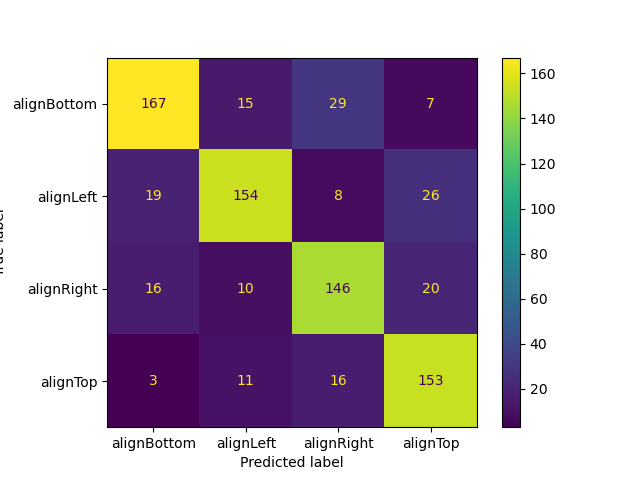 alignBottom 167 15 29 7
alignLeft 19 154 8 26
alignRight 16 10 146 20
alignTop 3 11 16 153
alignBottom alignLeft alignRight alignTop
Predicted label
160
140
120
100
80
60
40
20